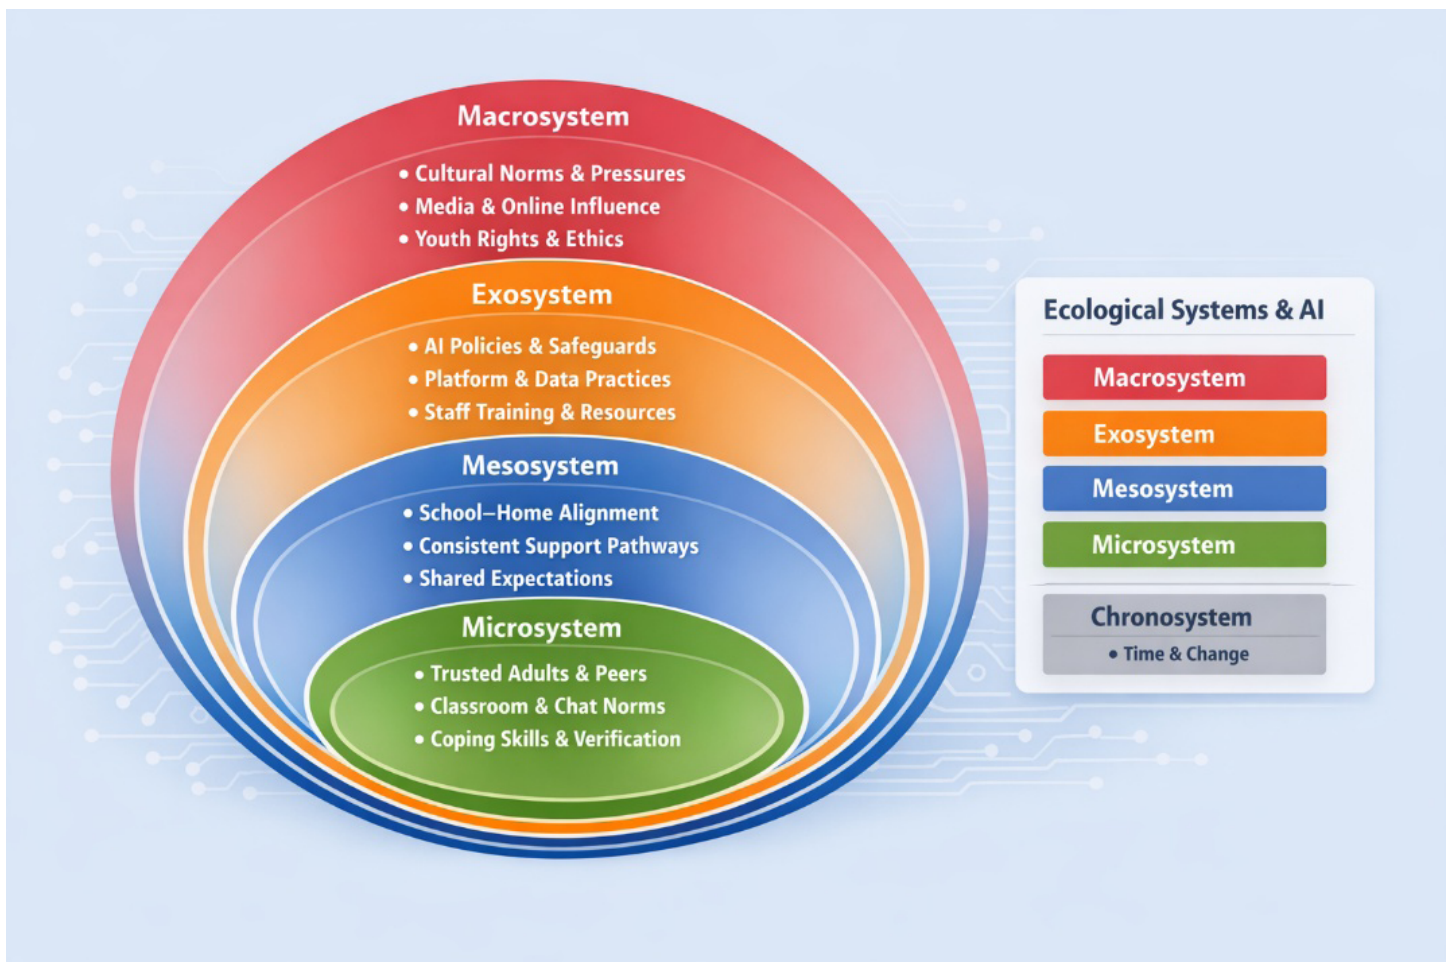 Macrosystem
• Cultural Norms & Pressures
• Media & Online Influence
• Youth Rights & Ethics
Exosystem
• AI Policies & Safeguards
• Platform & Data Practices
• Staff Training & Resources
Mesosystem
• School–Home Alignment
• Consistent Support Pathways
• Shared Expectations
Microsystem
• Trusted Adults & Peers
• Classroom & Chat Norms
• Coping Skills & Verification
Ecological Systems & AI
Macrosystem
Exosystem
Mesosystem
Microsystem
Chronosystem
• Time & Change